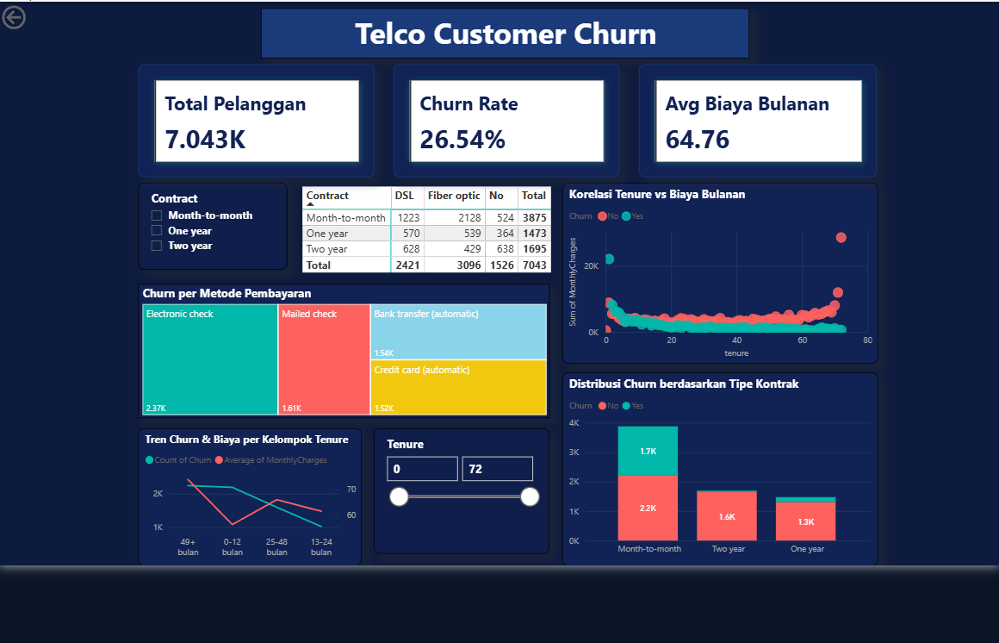 Telco Customer Churn
Total Pelanggan
7.043K
Churn Rate
26.54%
Avg Biaya Bulanan
64.76
Contract
Month-to-month
One year
Two year
Contract DSL Fiber optic No Total
Month-to-month 1223 2128 524 3875
One year 570 539 364 1473
Two year 628 429 638 1695
Total 2421 3096 1526 7043
Korelasi Tenure vs Biaya Bulanan
Churn No Yes
Sum of MonthlyCharges
20K
0K
0 20 40 60 80
tenure
Churn per Metode Pembayaran
Electronic check
2.37K
Mailed check
1.61K
Bank transfer (automatic)
1.54K
Credit card (automatic)
1.52K
Tren Churn & Biaya per Kelompok Tenure
Count of Churn Average of MonthlyCharges
2K
1K
70
60
49+ bulan
0-12 bulan
25-48 bulan
13-24 bulan
Tenure
0 72
Distribusi Churn berdasarkan Tipe Kontrak
Churn No Yes
4K
3K
2K
1K
0K
1.7K
2.2K
1.6K
1.3K
Month-to-month Two year One year